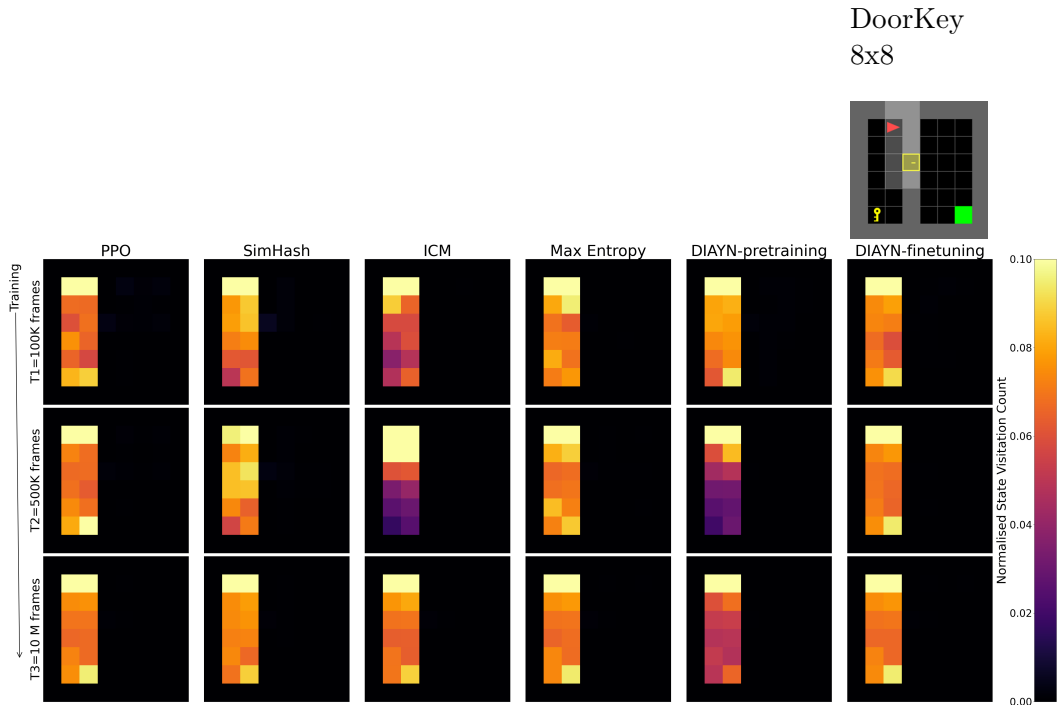 DoorKey
8x8
PPO
SimHash
ICM
Max Entropy
DIAYN-pretraining
DIAYN-finetuning
Training
T1=100K frames
T2=500K frames
T3=10 M frames
0.10
0.08
0.06
0.04
0.02
0.00
Normalised State Visitation Count